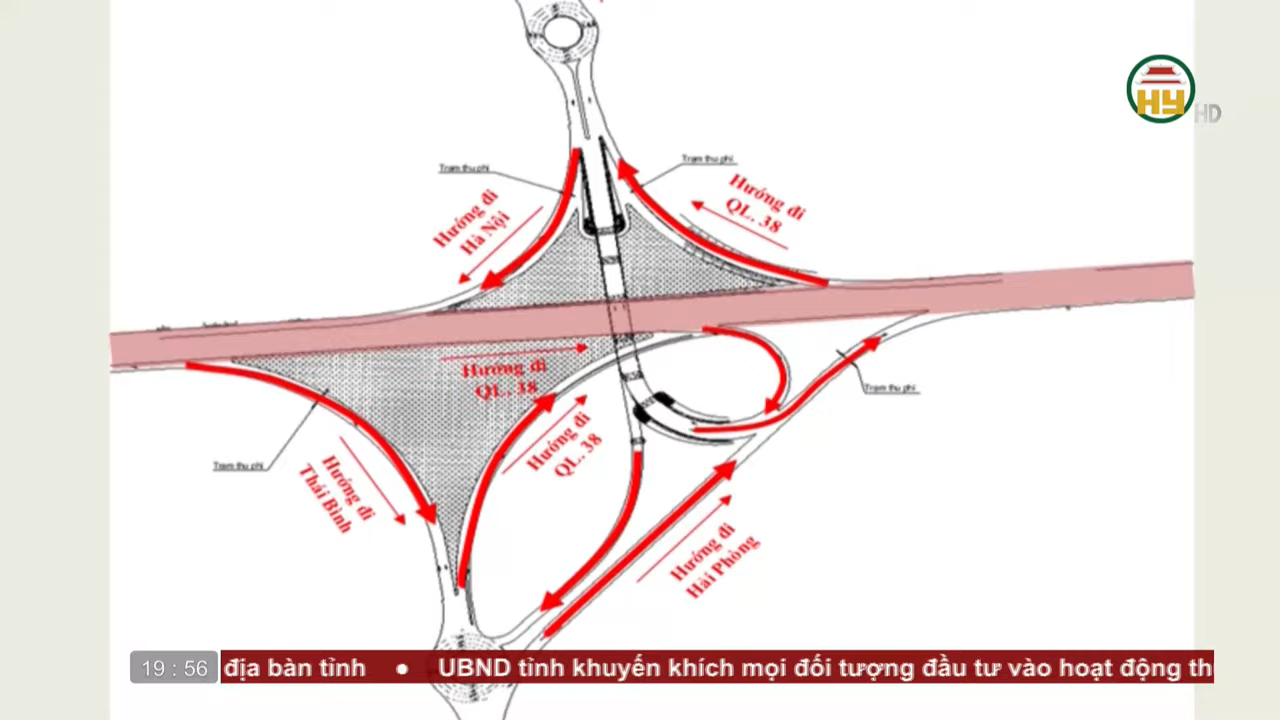 HY
HD
Trạm thu phí
Trạm thu phí
Hướng đi
Hà Nội
Hướng đi
QL. 38
Hướng đi
QL. 38
Trạm thu phí
Hướng đi
QL. 38
Trạm thu phí
Hướng đi
Thái Bình
Hướng đi
Hải Phòng
19 : 56
địa bàn tỉnh ● UBND tỉnh khuyến khích mọi đối tượng đầu tư vào hoạt động th